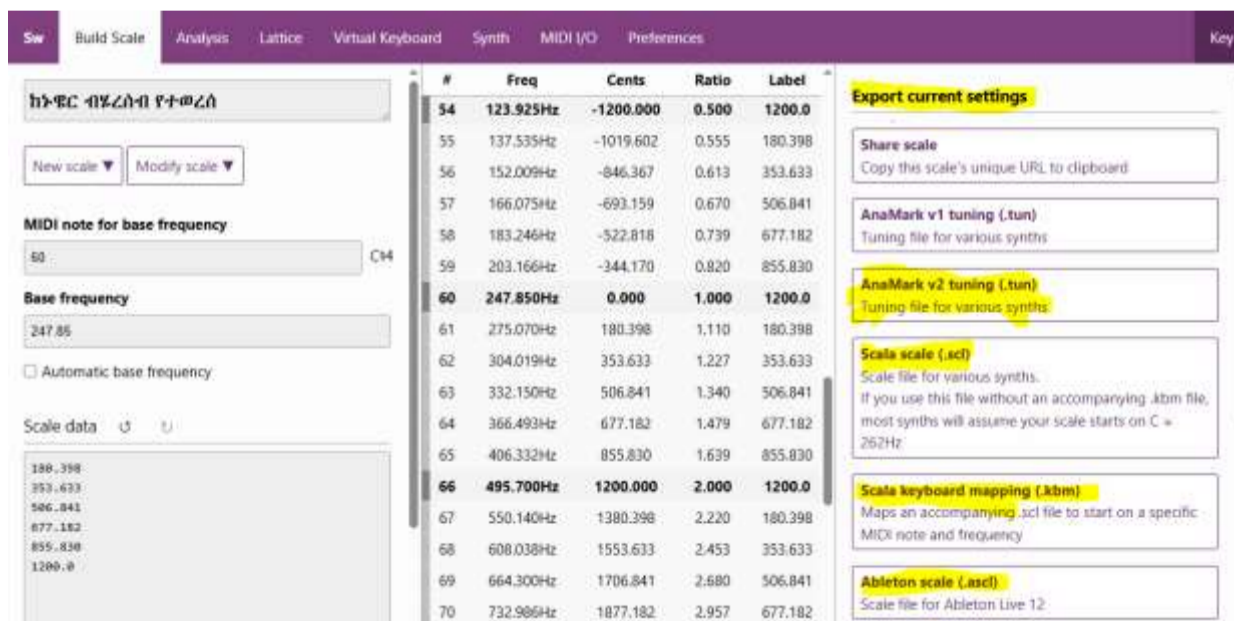 Sw Build Scale Analysis Lattice Virtual Keyboard Synth MIDI I/O Preferences Key
ከኑዌር ብሄረሰብ የተወረሰ
New scale ▼ Modify scale ▼
MIDI note for base frequency
60 C♮4
Base frequency
247.85
Automatic base frequency
Scale data
180.398
353.633
506.841
677.182
855.830
1200.0
# Freq Cents Ratio Label
54 123.925Hz -1200.000 0.500 1200.0
55 137.535Hz -1019.602 0.555 180.398
56 152.009Hz -846.367 0.613 353.633
57 166.075Hz -693.159 0.670 506.841
58 183.246Hz -522.818 0.739 677.182
59 203.166Hz -344.170 0.820 855.830
60 247.850Hz 0.000 1.000 1200.0
61 275.070Hz 180.398 1.110 180.398
62 304.019Hz 353.633 1.227 353.633
63 332.150Hz 506.841 1.340 506.841
64 366.493Hz 677.182 1.479 677.182
65 406.332Hz 855.830 1.639 855.830
66 495.700Hz 1200.000 2.000 1200.0
67 550.140Hz 1380.398 2.220 180.398
68 608.038Hz 1553.633 2.453 353.633
69 664.300Hz 1706.841 2.680 506.841
70 732.986Hz 1877.182 2.957 677.182
Export current settings
Share scale
Copy this scale's unique URL to clipboard
AnaMark v1 tuning (.tun)
Tuning file for various synths
AnaMark v2 tuning (.tun)
Tuning file for various synths
Scala scale (.scl)
Scale file for various synths.
If you use this file without an accompanying .kbm file,
most synths will assume your scale starts on C =
262Hz
Scala keyboard mapping (.kbm)
Maps an accompanying .scl file to start on a specific
MIDI note and frequency
Ableton scale (.ascl)
Scale file for Ableton Live 12